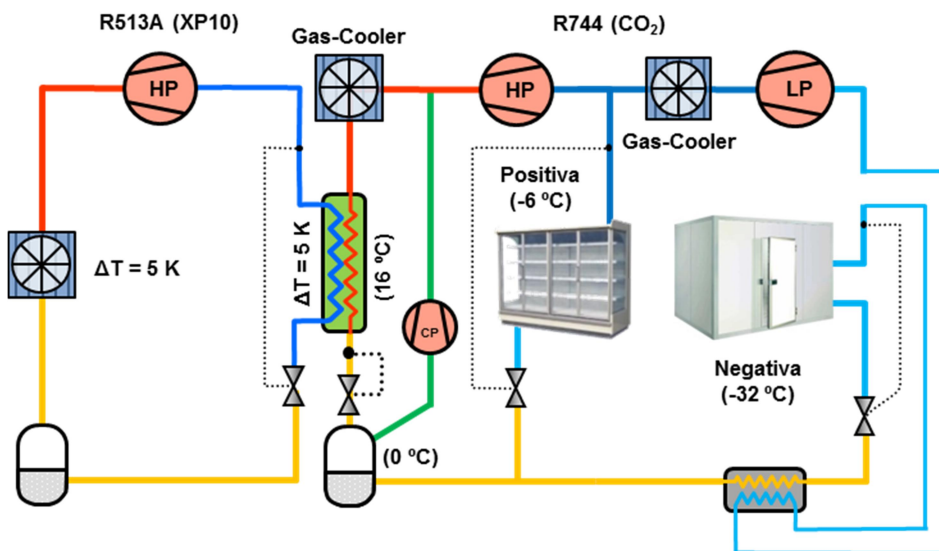 R513A (XP10)
Gas-Cooler
R744 (CO₂)
HP
HP
LP
Gas-Cooler
Positiva
(-6 ºC)
ΔT = 5 K
ΔT = 5 K
(16 ºC)
CP
Negativa
(-32 ºC)
(0 ºC)